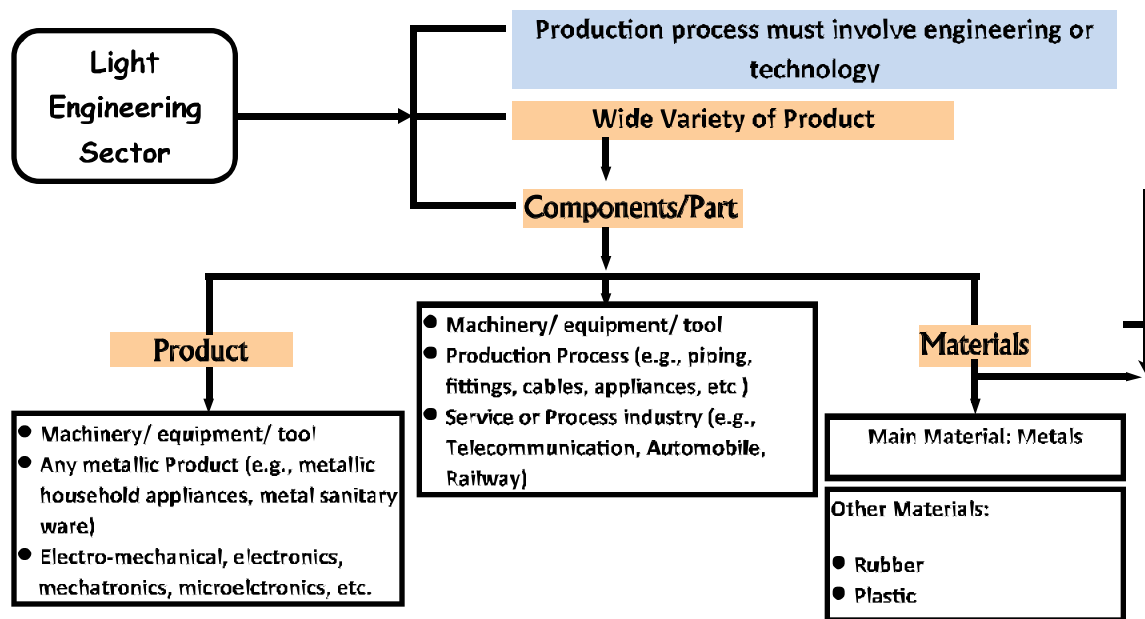 Light
Engineering
Sector
Production process must involve engineering or
technology
Wide Variety of Product
Components/Part
Product
● Machinery/ equipment/ tool
● Any metallic Product (e.g., metallic
household appliances, metal sanitary
ware)
● Electro-mechanical, electronics,
mechatronics, microelctronics, etc.
● Machinery/ equipment/ tool
● Production Process (e.g., piping,
fittings, cables, appliances, etc )
● Service or Process industry (e.g.,
Telecommunication, Automobile,
Railway)
Materials
Main Material: Metals
Other Materials:
● Rubber
● Plastic